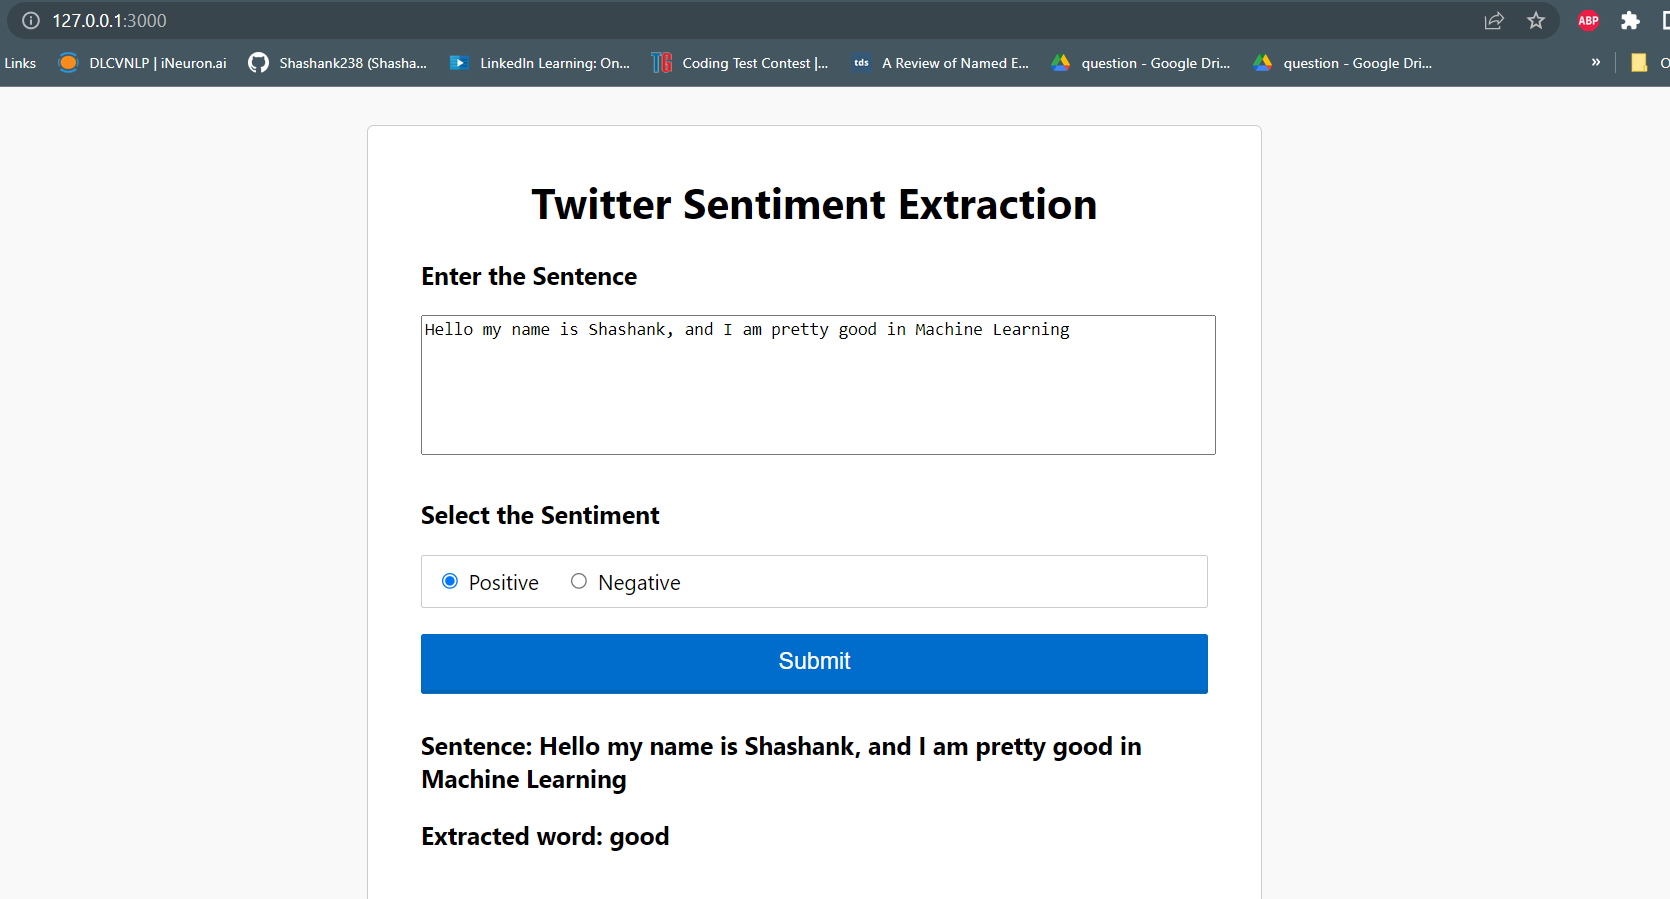 127.0.0.1:3000
ABP
Links DLCVNLP | iNeuron.ai Shashank238 (Shasha... LinkedIn Learning: On... TG Coding Test Contest |... tds A Review of Named E... question - Google Dri... question - Google Dri... »
Twitter Sentiment Extraction
Enter the Sentence
Hello my name is Shashank, and I am pretty good in Machine Learning
Select the Sentiment
Positive Negative
Submit
Sentence: Hello my name is Shashank, and I am pretty good in
Machine Learning
Extracted word: good